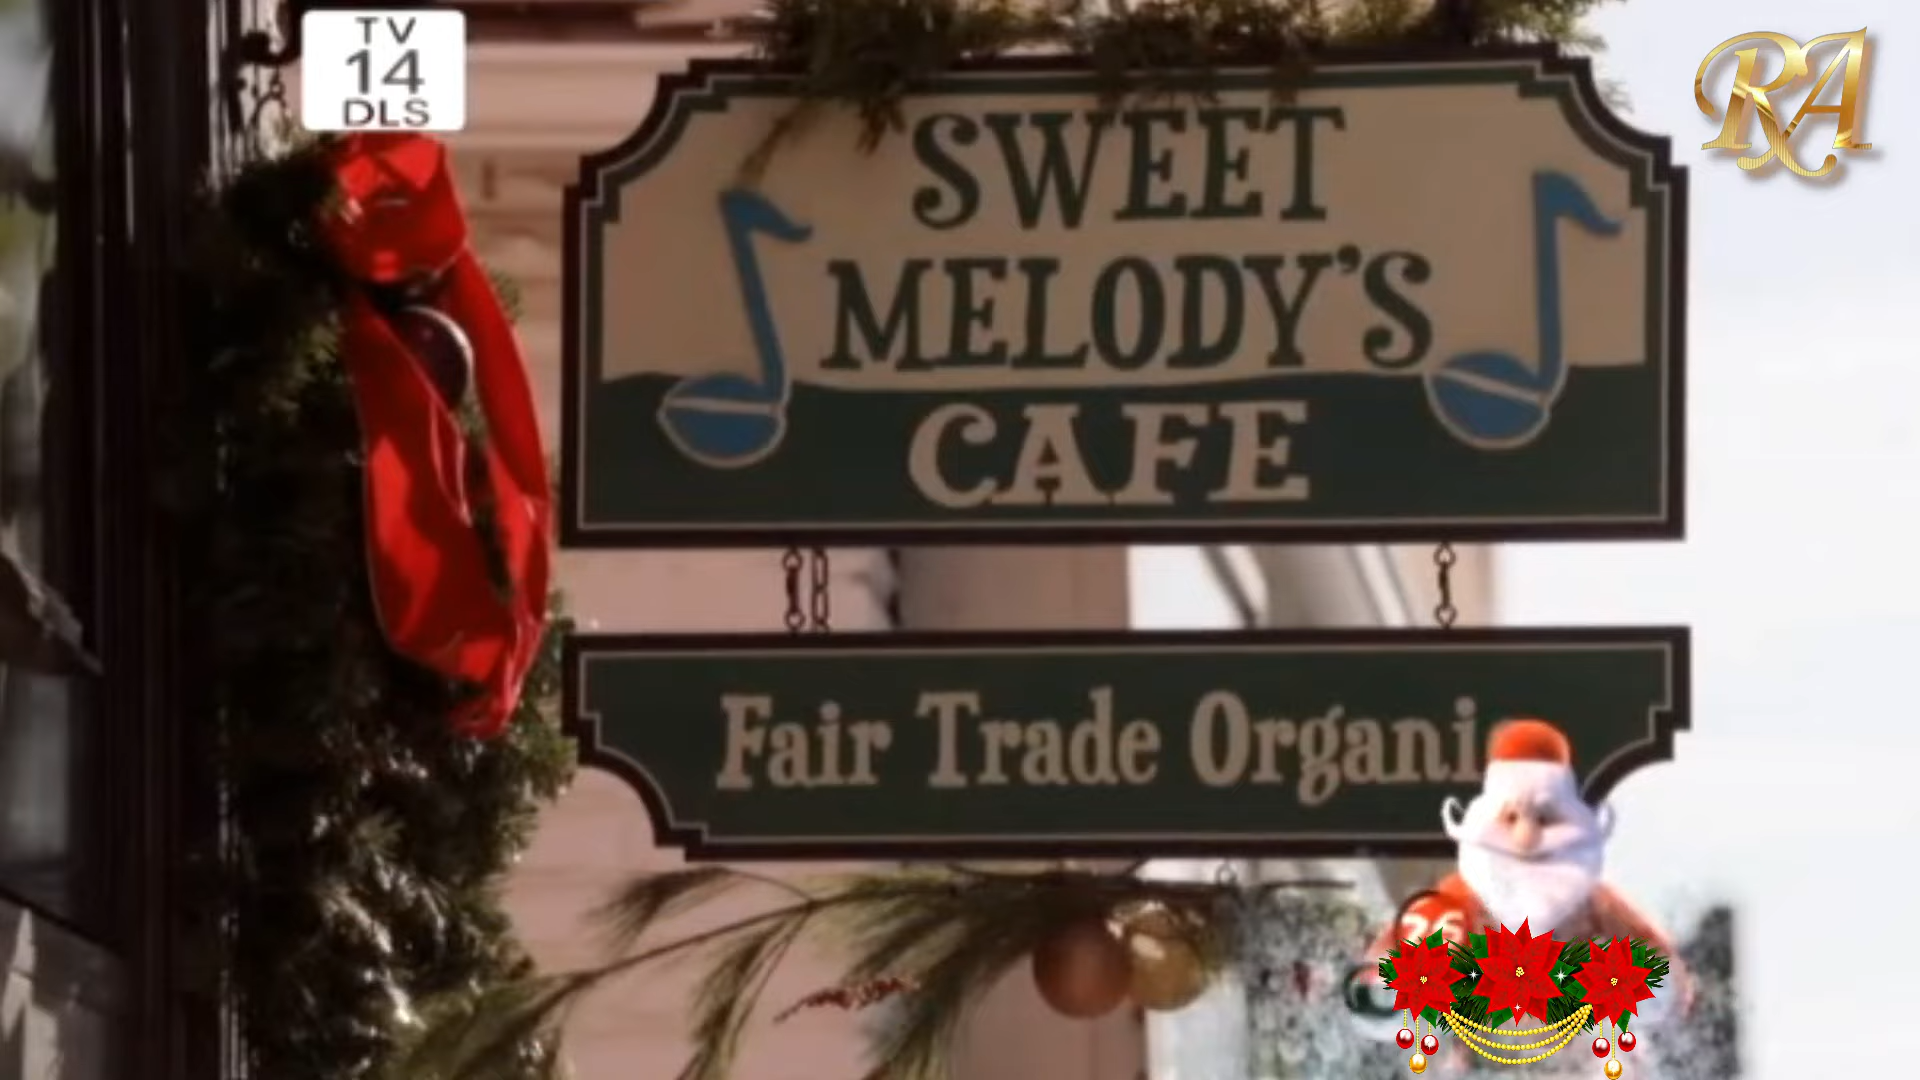 TV
14
DLS
RA
SWEET
MELODY'S
CAFE
Fair Trade Organi